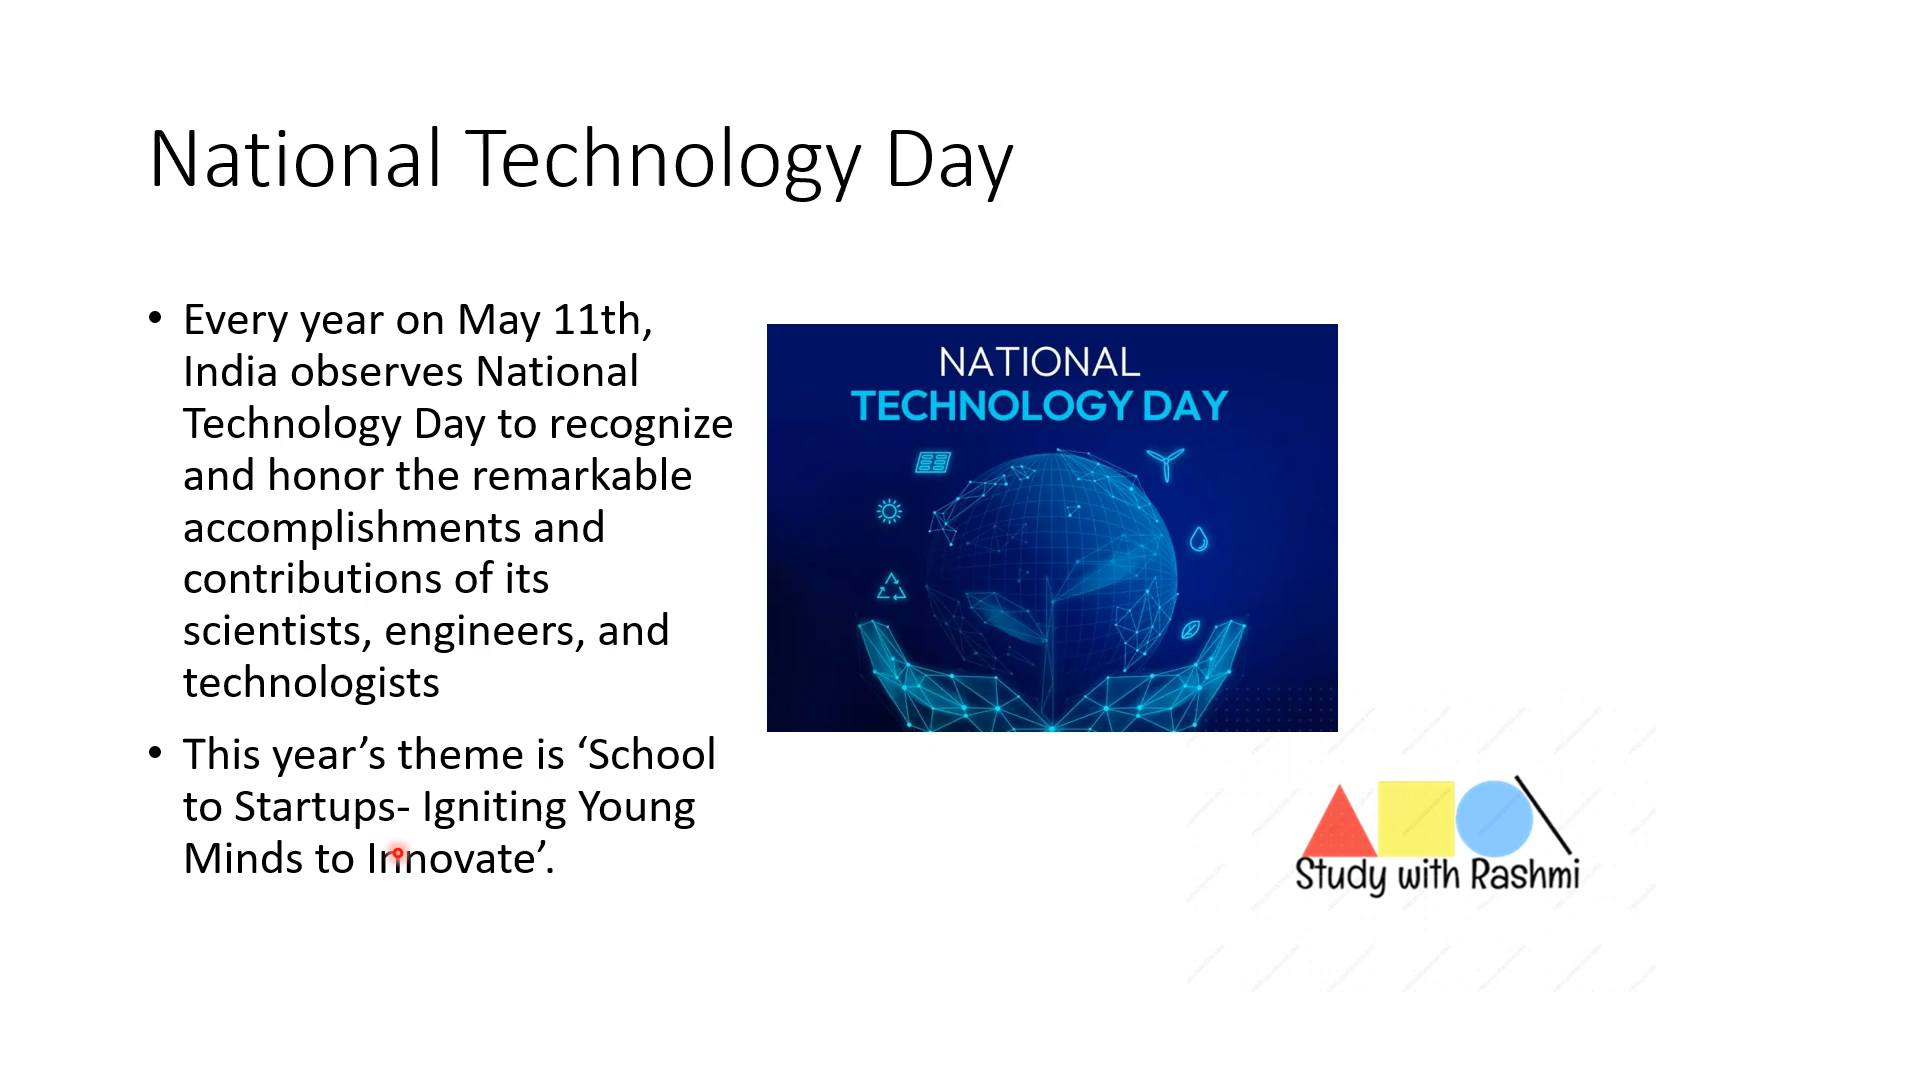 National Technology Day
• Every year on May 11th,
India observes National
Technology Day to recognize
and honor the remarkable
accomplishments and
contributions of its
scientists, engineers, and
technologists
• This year’s theme is ‘School
to Startups- Igniting Young
Minds to Innovate’.
NATIONAL
TECHNOLOGY DAY
Study with Rashmi